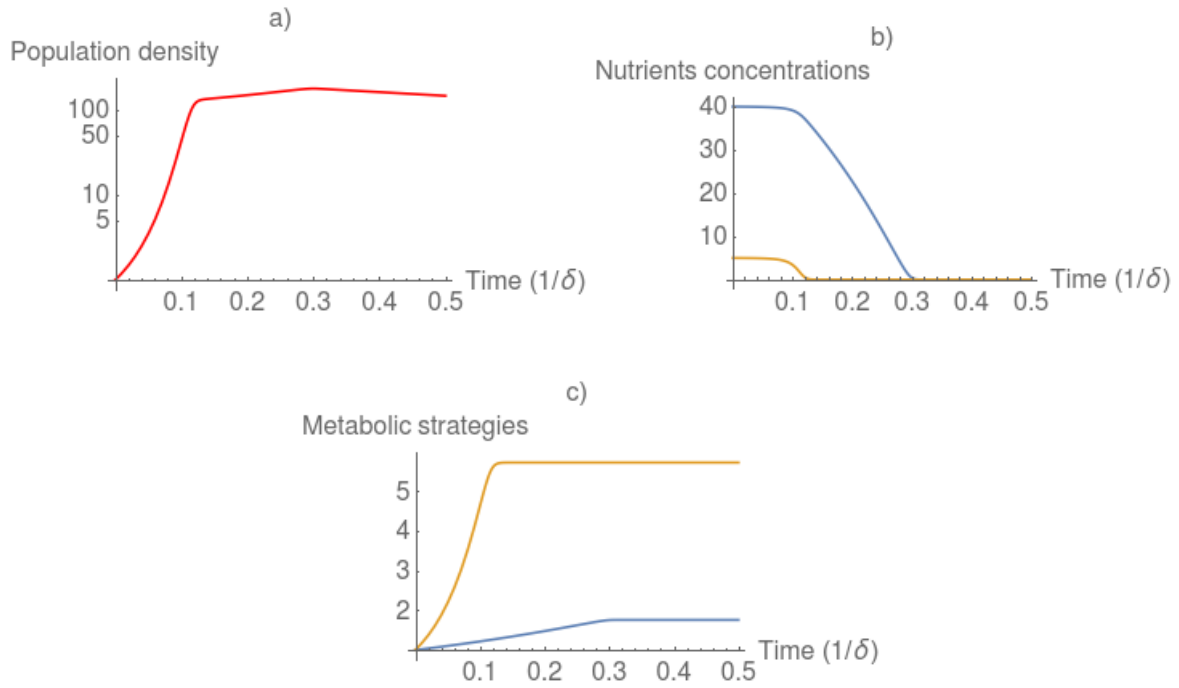 a)
Population density
100
50
10
5
0.1 0.2 0.3 0.4 0.5
Time (1/δ)
b)
Nutrients concentrations
40
30
20
10
0.1 0.2 0.3 0.4 0.5
Time (1/δ)
c)
Metabolic strategies
5
4
3
2
0.1 0.2 0.3 0.4 0.5
Time (1/δ)